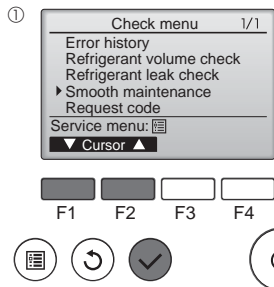 ①
Check menu 1/1
Error history
Refrigerant volume check
Refrigerant leak check
Smooth maintenance
Request code
Service menu:
▼ Cursor ▲
F1 F2 F3 F4